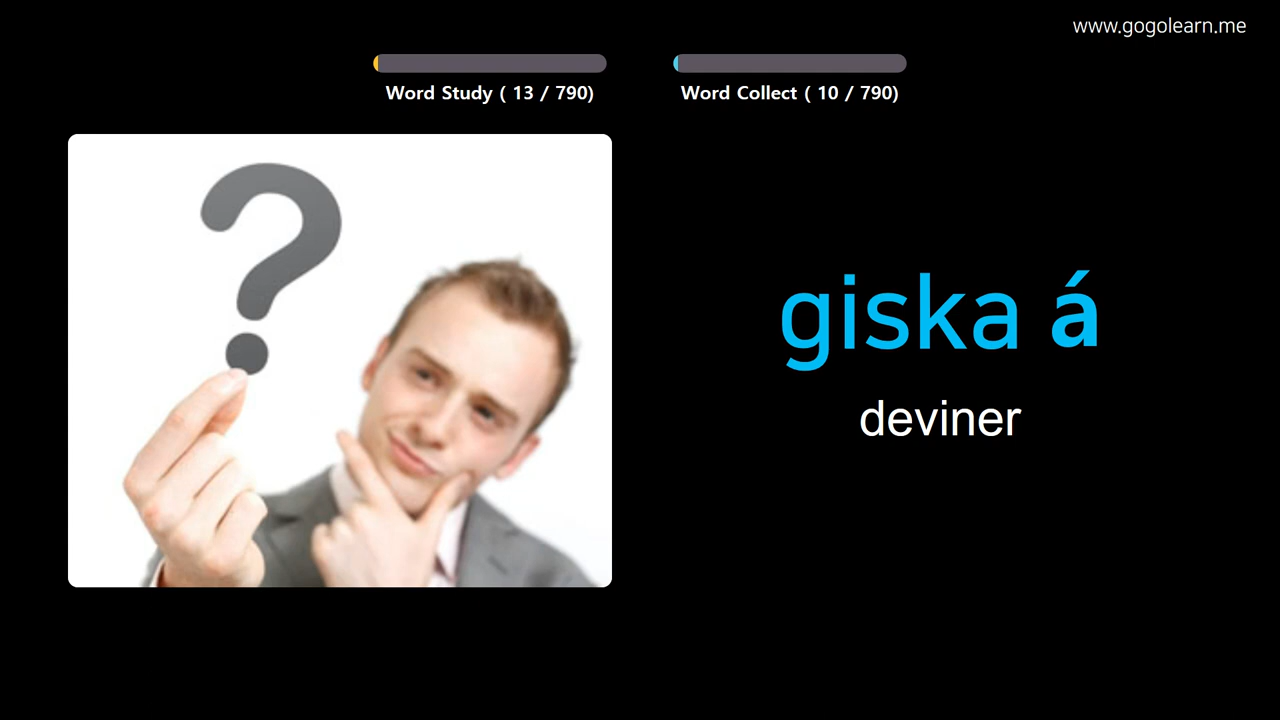 www.gogolearn.me
Word Study ( 13 / 790)
Word Collect ( 10 / 790)
?
giska á
deviner